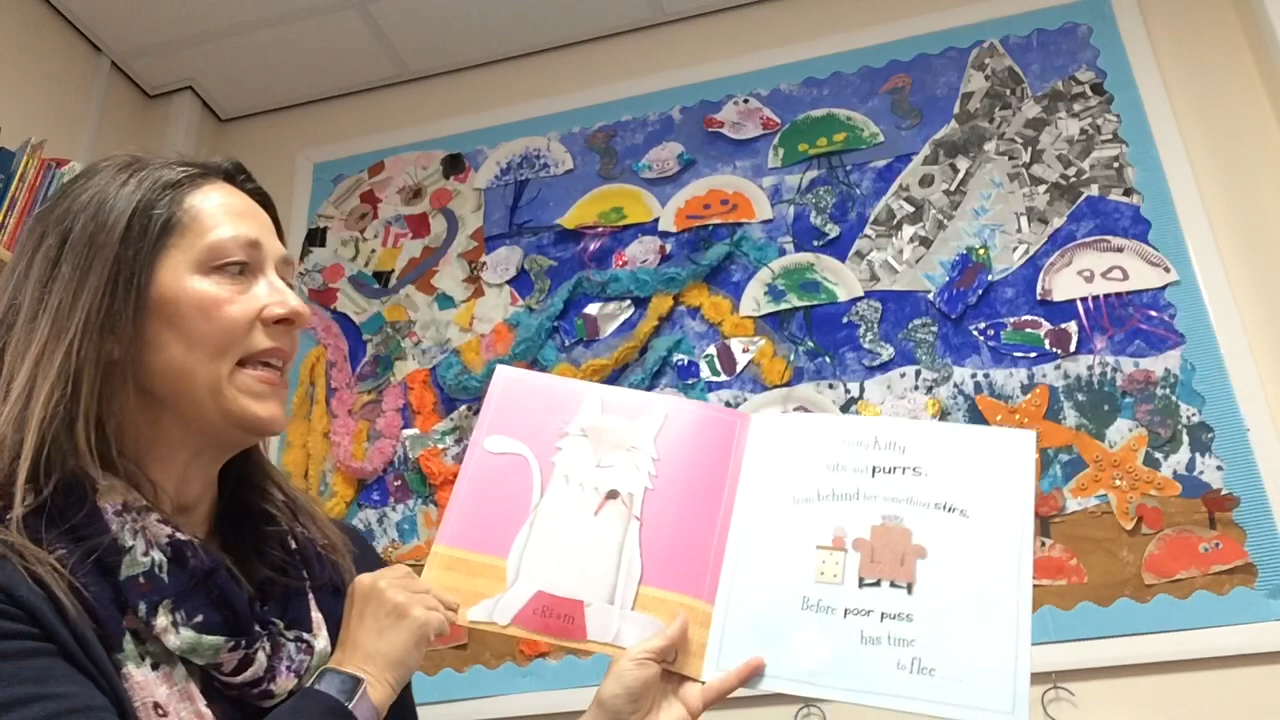 cREam
Kitty
sits and purrs.
from behind her something stirs.
Before poor puss
has time
to flee....